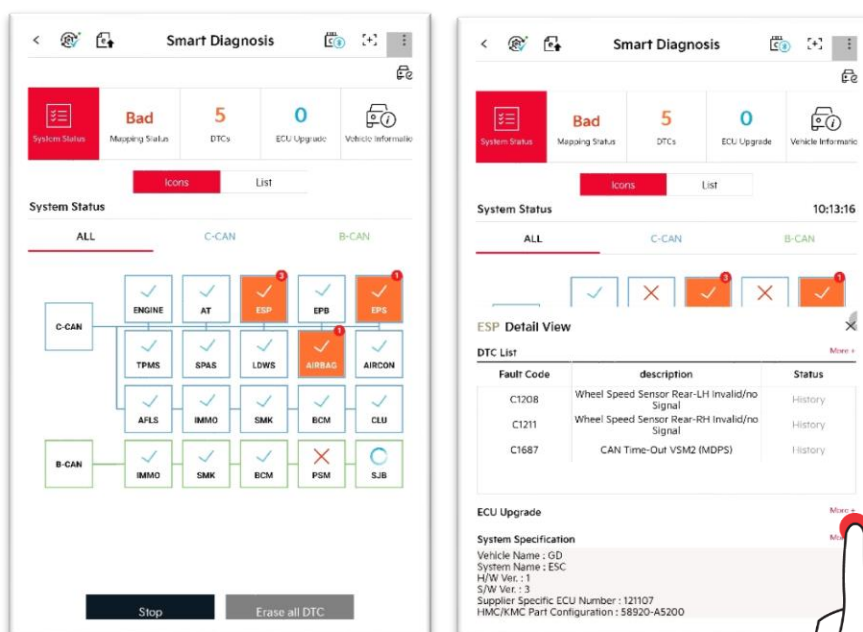 Smart Diagnosis
System Status
Bad
Mapping Status
5
DTCs
0
ECU Upgrade
Vehicle Informatio
Icons
List
System Status
ALL
C-CAN
B-CAN
C-CAN
ENGINE
AT
3
ESP
EPB
1
EPS
TPMS
SPAS
LDWS
1
AIRBAG
AIRCON
AFLS
IMMO
SMK
BCM
CLU
B-CAN
IMMO
SMK
BCM
PSM
SJB
Stop
Erase all DTC
Smart Diagnosis
System Status
Bad
Mapping Status
5
DTCs
0
ECU Upgrade
Vehicle Informatio
Icons
List
System Status
10:13:16
ALL
C-CAN
B-CAN
3
1
ESP Detail View
DTC List
More +
Fault Code
description
Status
C1208
Wheel Speed Sensor Rear-LH Invalid/no
Signal
History
C1211
Wheel Speed Sensor Rear-RH Invalid/no
Signal
History
C1687
CAN Time-Out VSM2 (MDPS)
History
ECU Upgrade
More +
System Specification
Vehicle Name : GD
System Name : ESC
H/W Ver. : 1
S/W Ver. : 3
Supplier Specific ECU Number : 121107
HMC/KMC Part Configuration : 58920-A5200